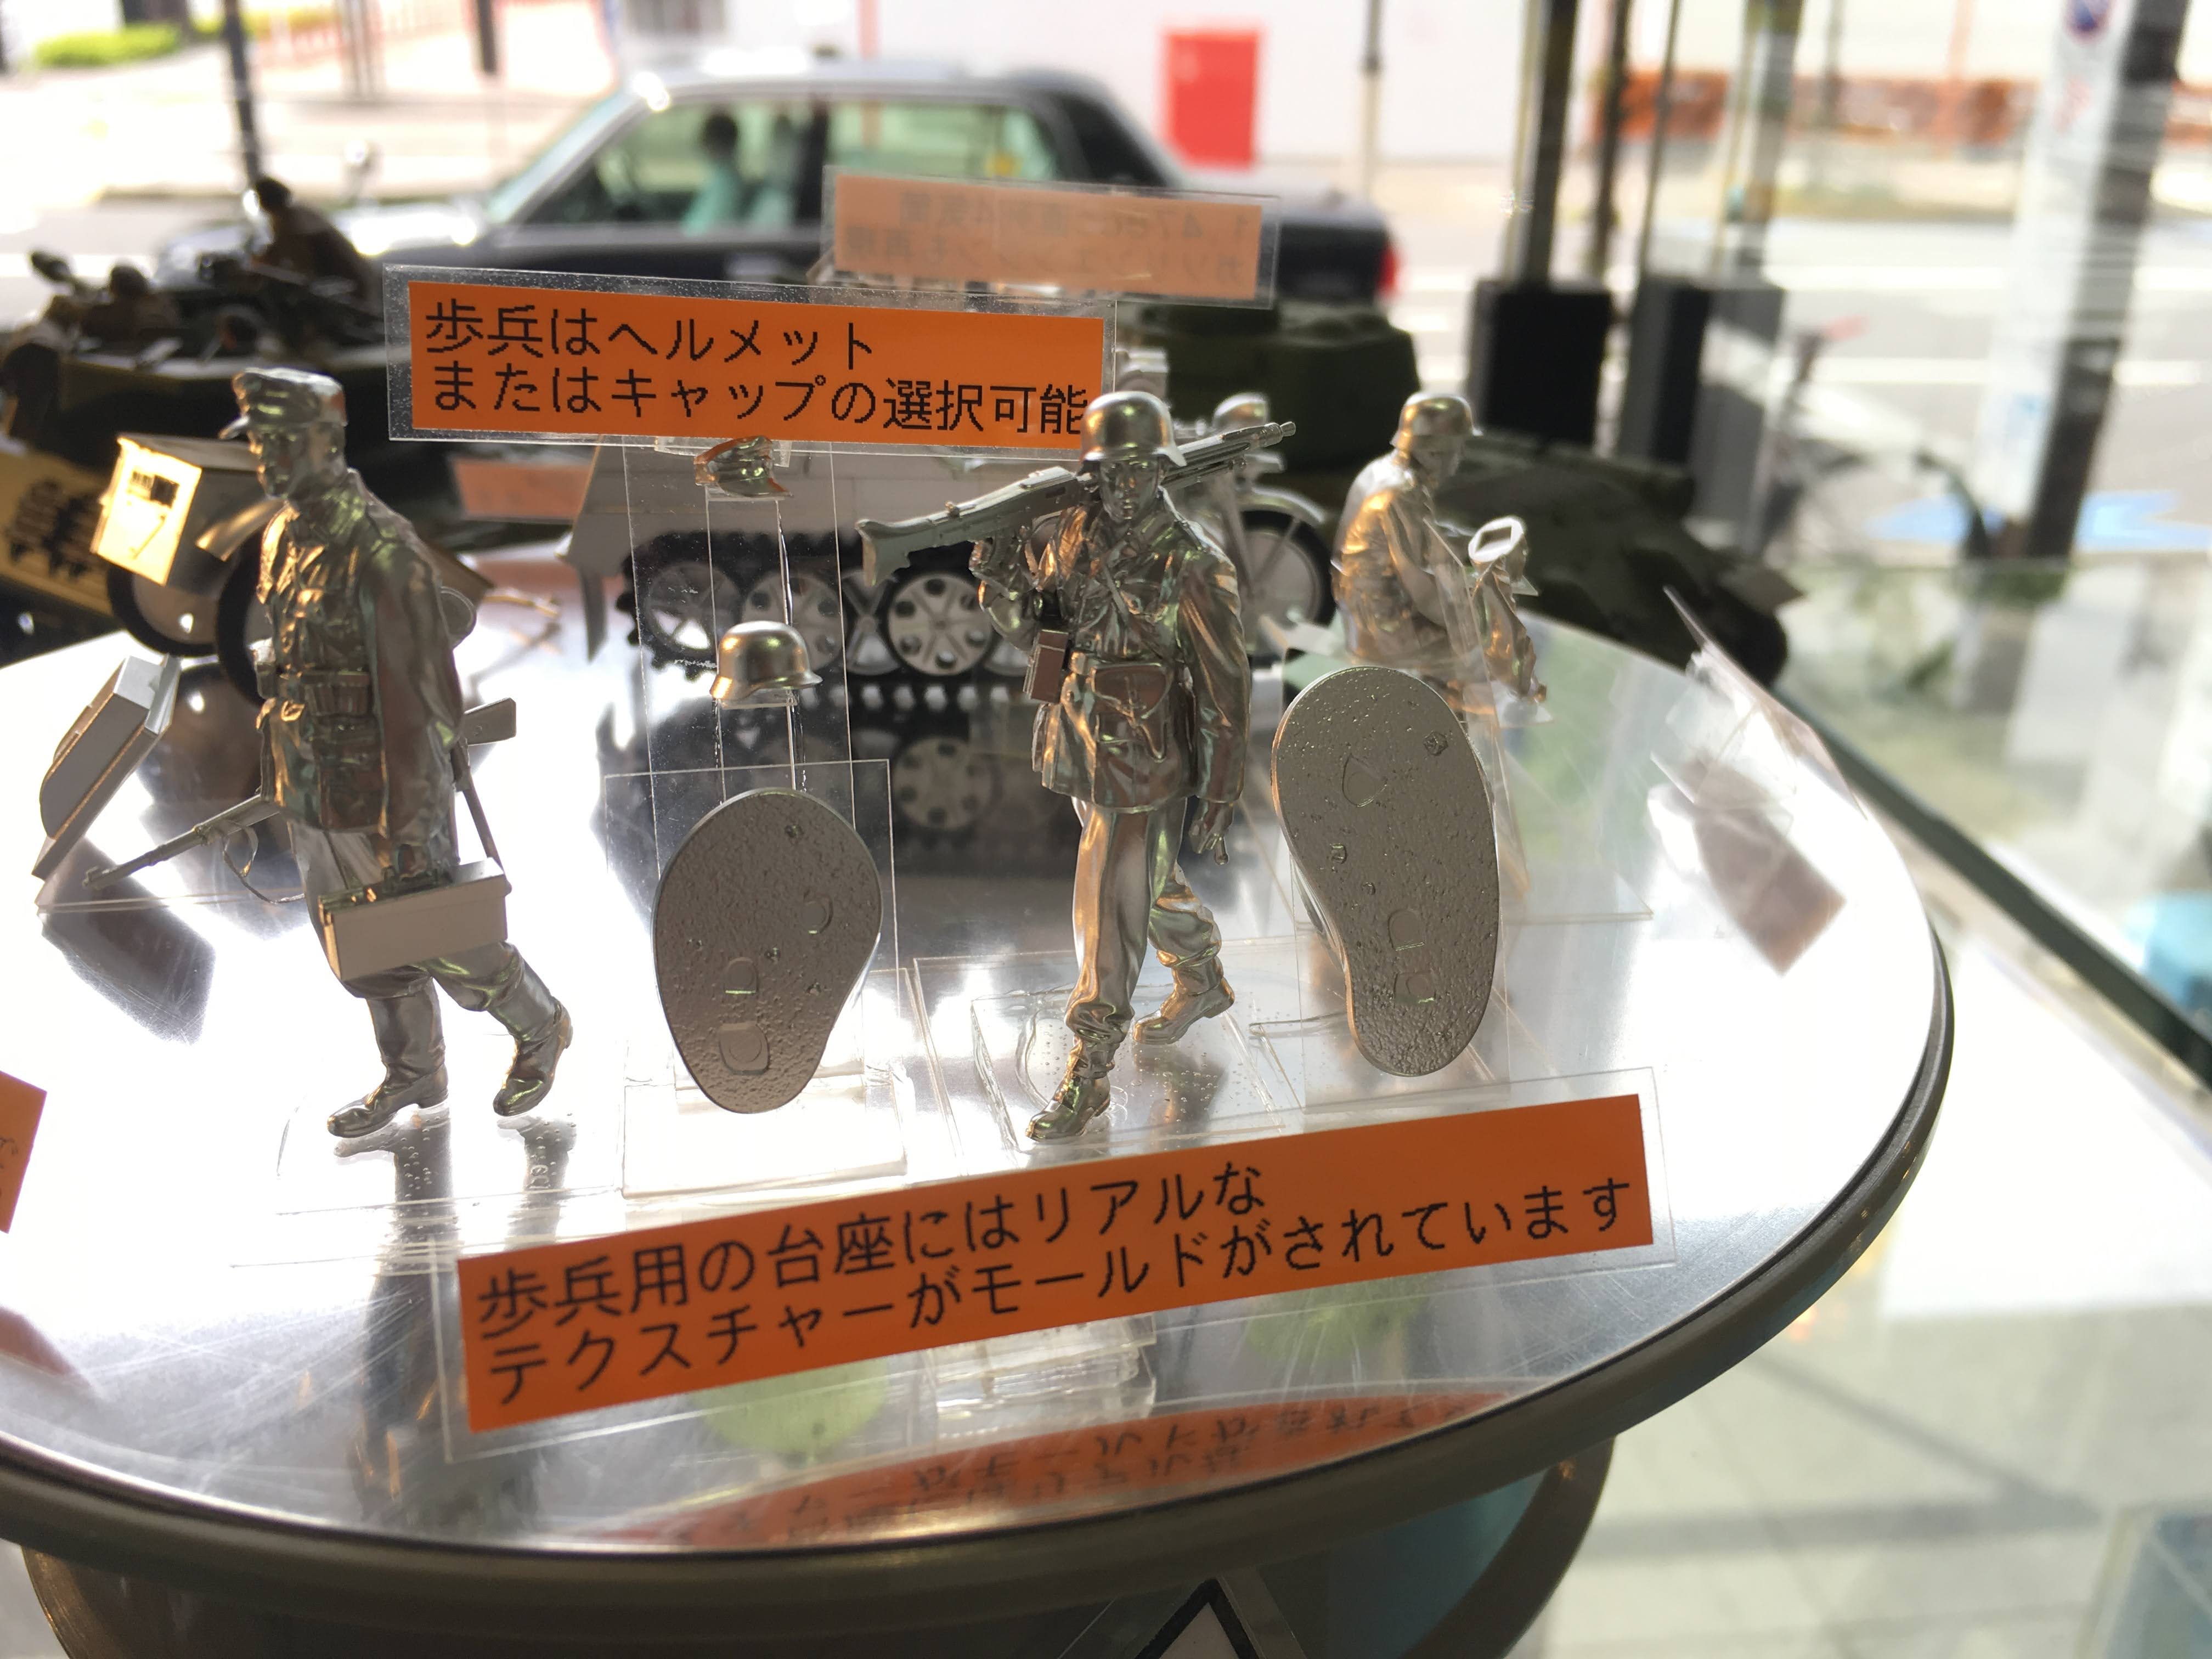 歩兵はヘルメット
またはキャップの選択可能
歩兵用の台座にはリアルな
テクスチャーがモールドがされています